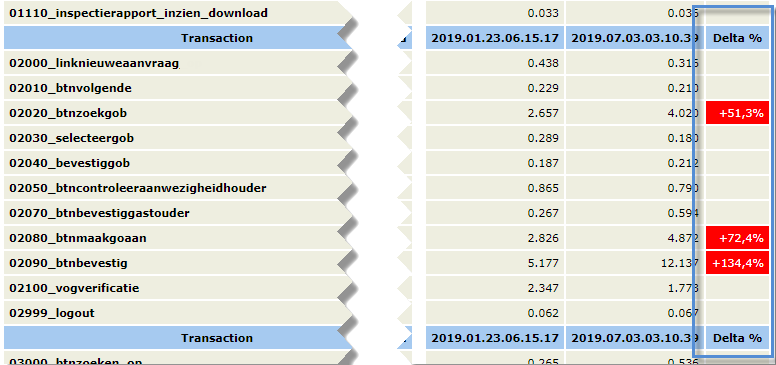 01110_inspectierapport_inzien_download 0.033 0.036
Transaction 2019.01.23.06.15.17 2019.07.03.03.10.39 Delta %
02000_linknieuweaanvraag 0.438 0.316
02010_btnvolgende 0.229 0.210
02020_btnzoekgob 2.657 4.020 +51,3%
02030_selecteergob 0.289 0.180
02040_bevestiggob 0.187 0.212
02050_btncontroleeraanwezigheidhouder 0.865 0.790
02070_btnbevestiggastouder 0.267 0.594
02080_btnmaakgoaan 2.826 4.872 +72,4%
02090_btnbevestig 5.177 12.137 +134,4%
02100_vogverificatie 2.347 1.773
02999_logout 0.062 0.067
Transaction 2019.01.23.06.15.17 2019.07.03.03.10.39 Delta %
03000_btnzoeken_op 0.265 0.536